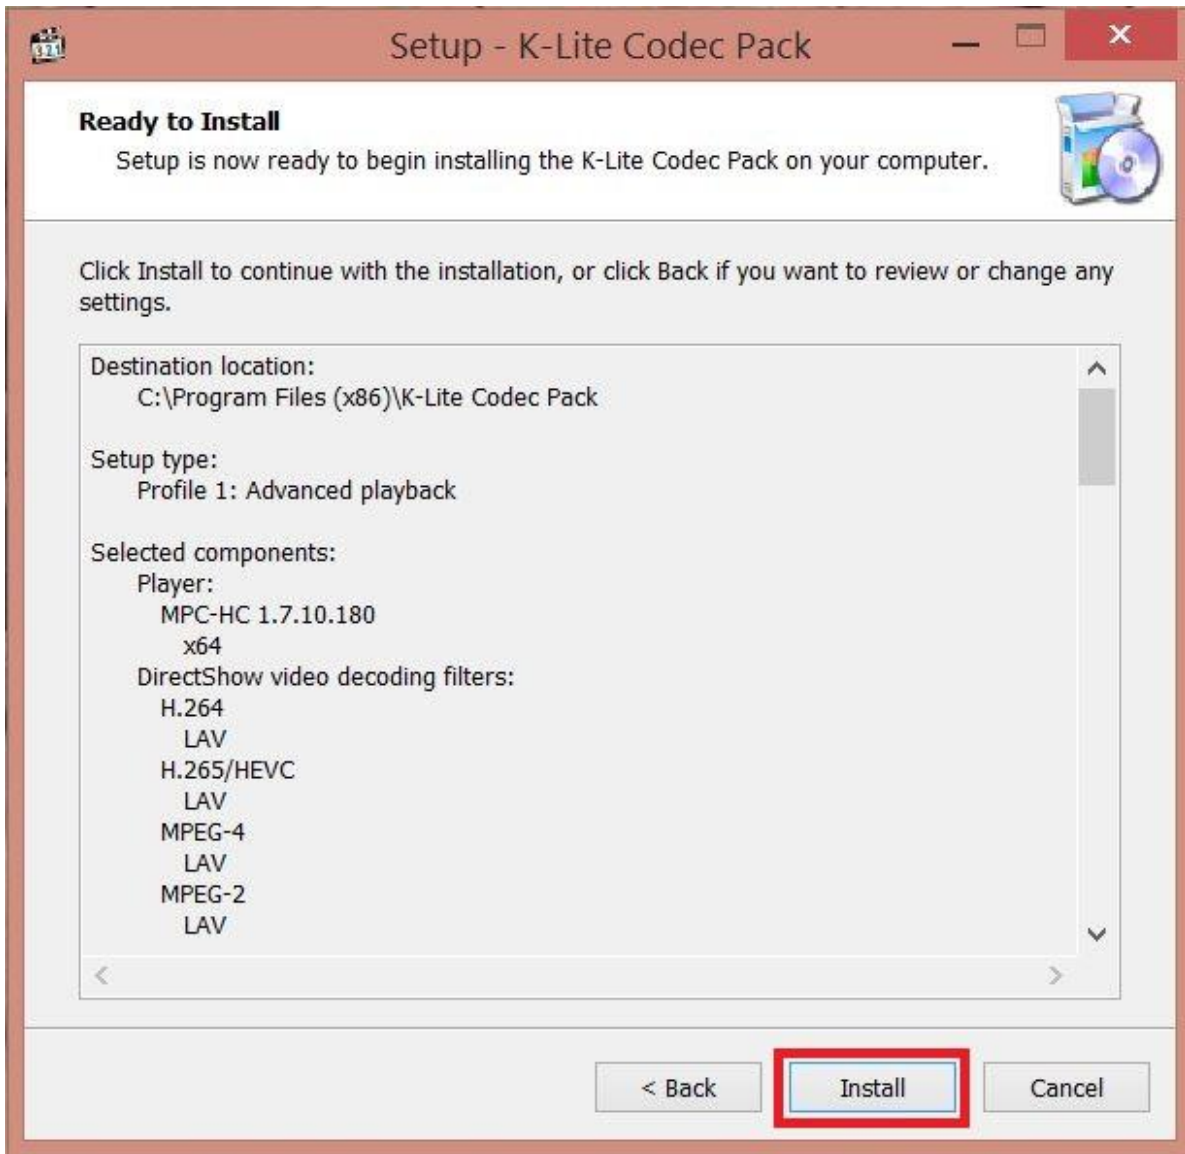 Setup - K-Lite Codec Pack
Ready to Install
Setup is now ready to begin installing the K-Lite Codec Pack on your computer.
Click Install to continue with the installation, or click Back if you want to review or change any
settings.
Destination location:
C:\Program Files (x86)\K-Lite Codec Pack
Setup type:
Profile 1: Advanced playback
Selected components:
Player:
MPC-HC 1.7.10.180
x64
DirectShow video decoding filters:
H.264
LAV
H.265/HEVC
LAV
MPEG-4
LAV
MPEG-2
LAV
< Back
Install
Cancel